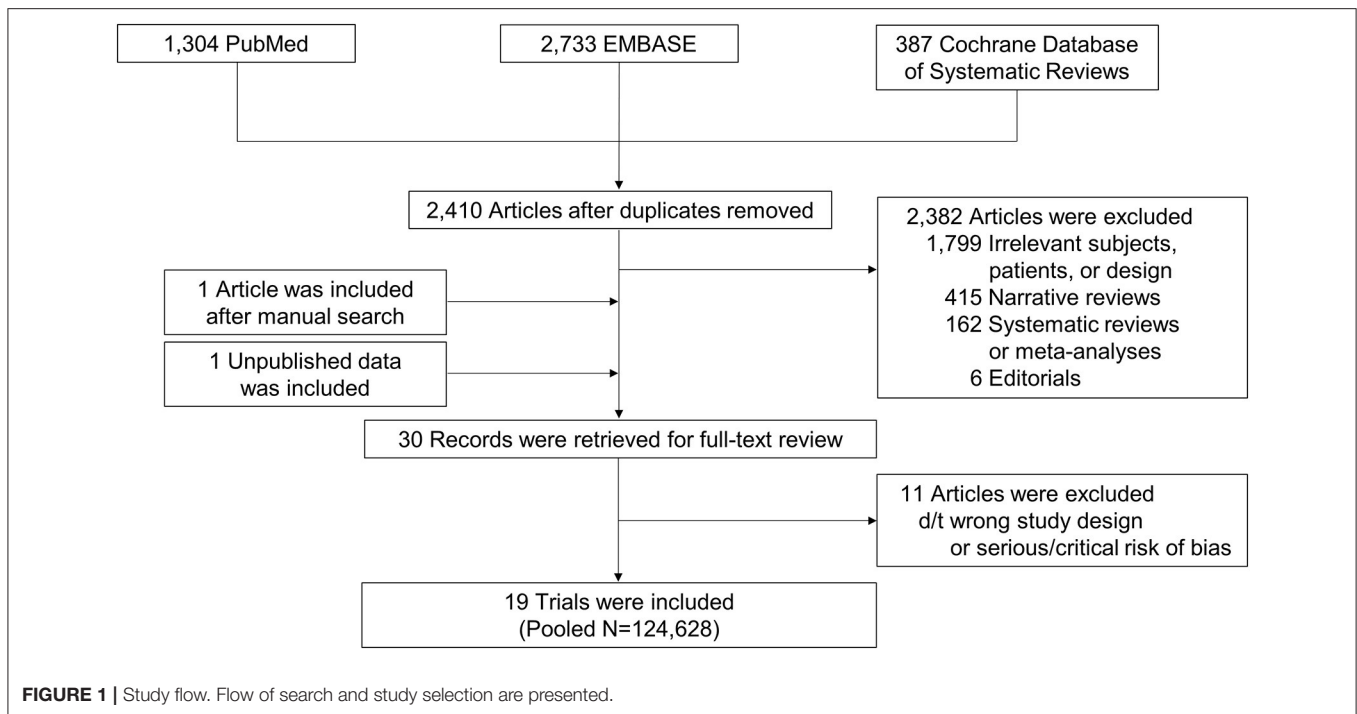 1,304 PubMed
2,733 EMBASE
387 Cochrane Database
of Systematic Reviews
2,410 Articles after duplicates removed
2,382 Articles were excluded
1,799 Irrelevant subjects,
patients, or design
415 Narrative reviews
162 Systematic reviews
or meta-analyses
6 Editorials
1 Article was included
after manual search
1 Unpublished data
was included
30 Records were retrieved for full-text review
11 Articles were excluded
d/t wrong study design
or serious/critical risk of bias
19 Trials were included
(Pooled N=124,628)
FIGURE 1 | Study flow. Flow of search and study selection are presented.